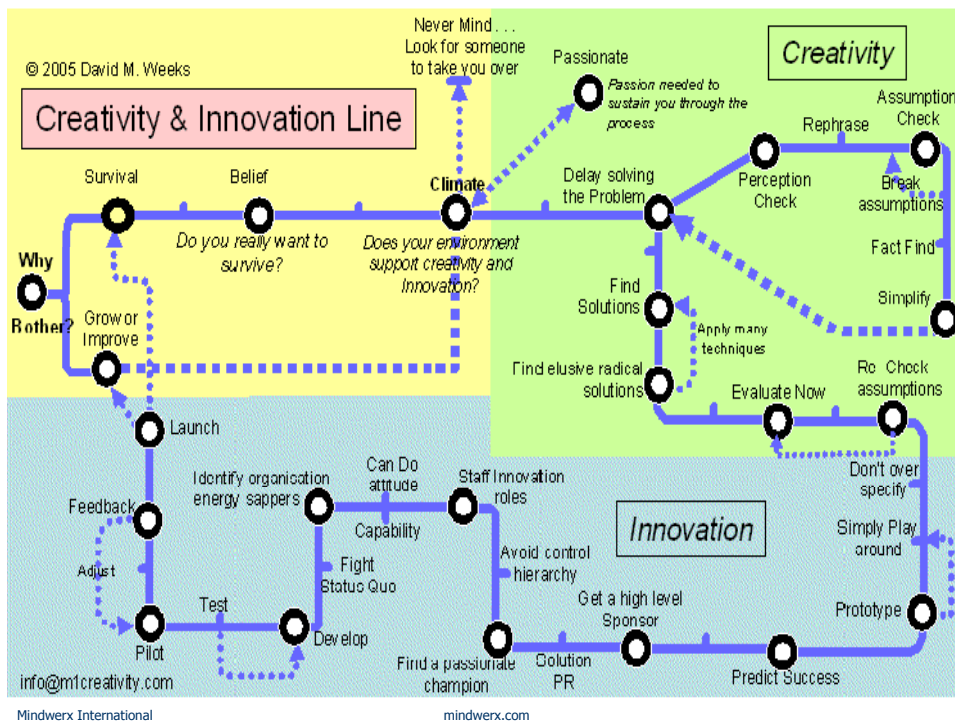 Never Mind . . .
Look for someone
to take you over
© 2005 David M. Weeks
Creativity & Innovation Line
Passionate
Passion needed to
sustain you through the
process
Creativity
Assumption
Check
Rephrase
Perception
Check
Break
assumptions
Fact Find
Simplify
Delay solving
the Problem
Survival
Belief
Climate
Do you really want to
survive?
Does your environment
support creativity and
Innovation?
Why
Bother?
Grow or
Improve
Find
Solutions
Apply many
techniques
Find elusive radical
solutions
Evaluate Now
Re Check
assumptions
Launch
Feedback
Adjust
Pilot
Test
Develop
Identify organisation
energy sappers
Fight
Status Quo
Can Do
attitude
Capability
Staff Innovation
roles
Avoid control
hierarchy
Find a passionate
champion
Solution
PR
Get a high level
Sponsor
Predict Success
Innovation
Don't over
specify
Simply Play
around
Prototype
info@m1creativity.com
Mindwerx International
mindwerx.com